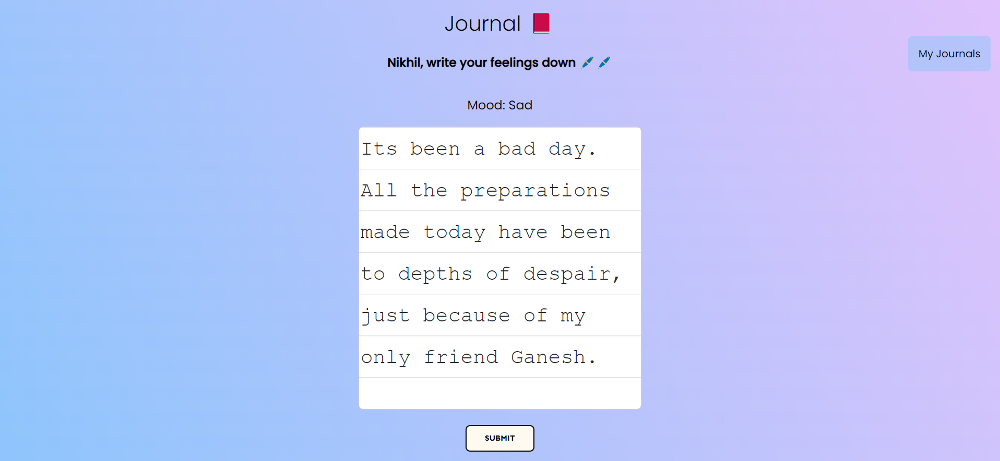 Journal 📕
Nikhil, write your feelings down 🖌️ 🖌️
My Journals
Mood: Sad
Its been a bad day.
All the preparations
made today have been
to depths of despair,
just because of my
only friend Ganesh.
SUBMIT